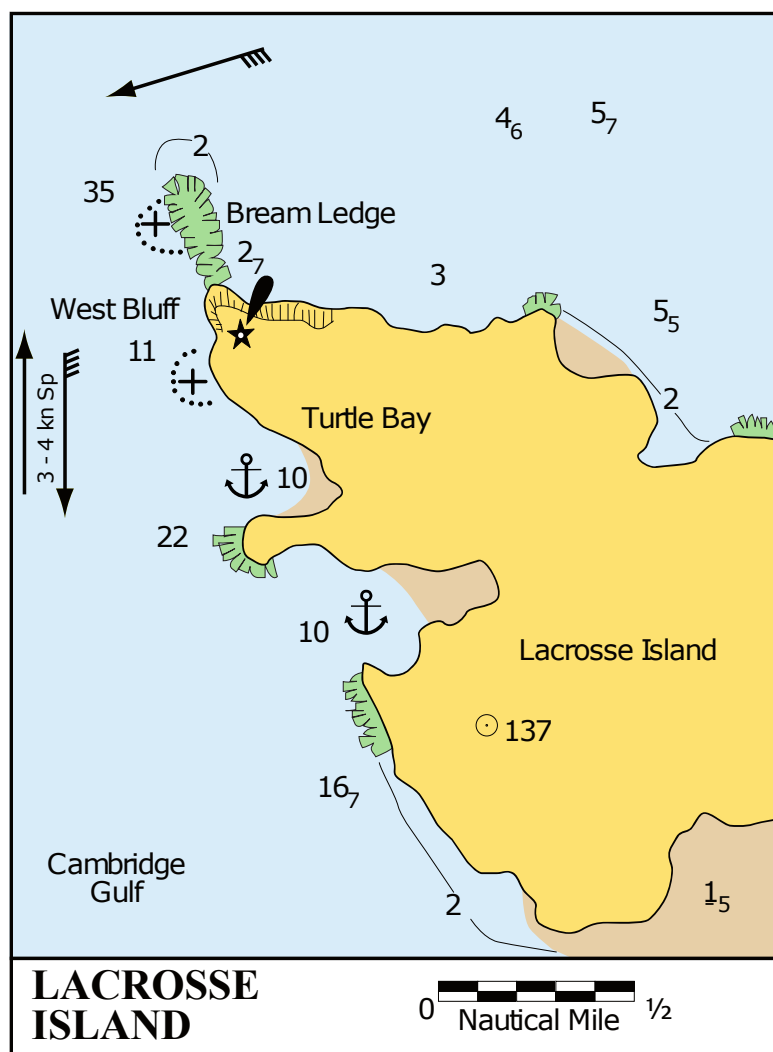 4₆
5₇
2
35
Bream Ledge
2₇
3
West Bluff
5₅
11
3 - 4 kn Sp
Turtle Bay
2
10
22
10
Lacrosse Island
137
16₇
Cambridge
Gulf
2
1₅
LACROSSE
ISLAND
0
½
Nautical Mile